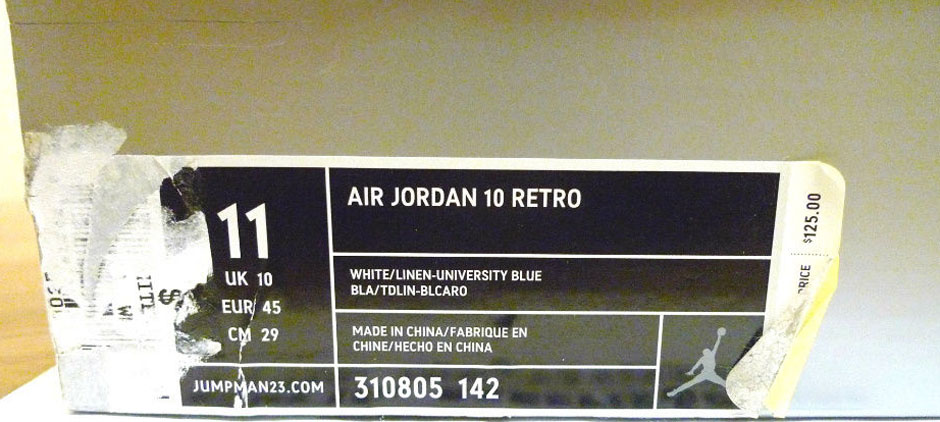 11
UK 10
EUR 45
CM 29
JUMPMAN23.COM
AIR JORDAN 10 RETRO
WHITE/LINEN-UNIVERSITY BLUE
BLA/TDLIN-BLCARO
MADE IN CHINA/FABRIQUE EN
CHINE/HECHO EN CHINA
310805 142
$125.00